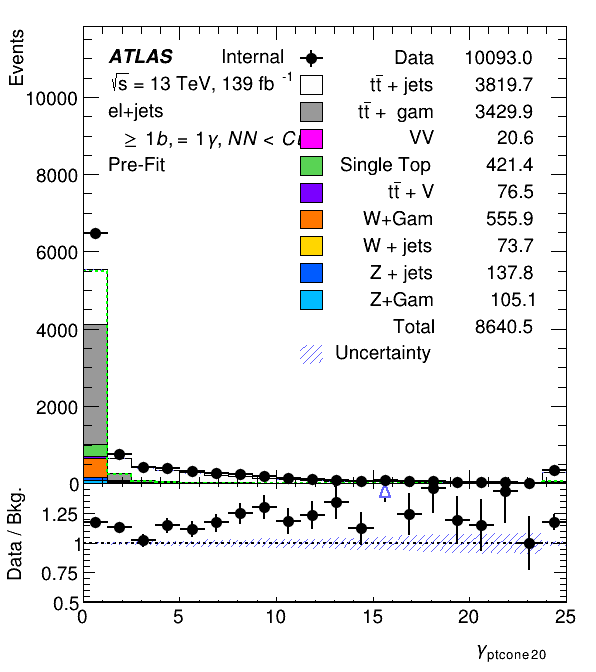 Events
ATLAS Internal
√s = 13 TeV, 139 fb⁻¹
el+jets
≥ 1b, = 1γ, NN < C
Pre-Fit
Data 10093.0
tt̄ + jets 3819.7
tt̄ + gam 3429.9
VV 20.6
Single Top 421.4
tt̄ + V 76.5
W+Gam 555.9
W + jets 73.7
Z + jets 137.8
Z+Gam 105.1
Total 8640.5
Uncertainty
10000
8000
6000
4000
2000
0
Data / Bkg.
1.25
1
0.75
0.5
0 5 10 15 20 25
γptcone20